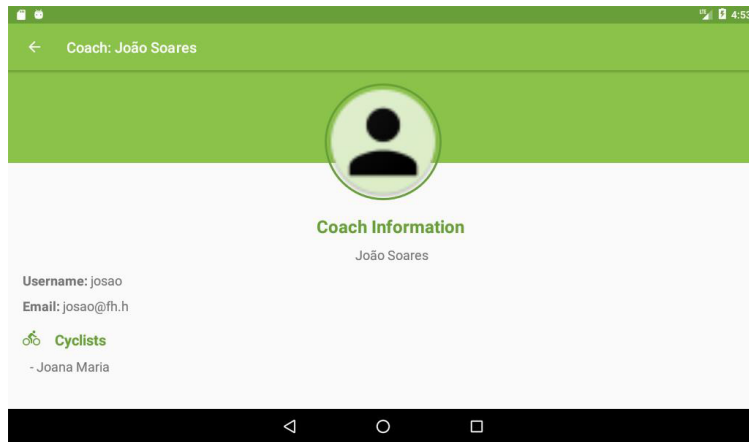 4:53
Coach: João Soares
Coach Information
João Soares
Username: josao
Email: josao@fh.h
Cyclists
- Joana Maria